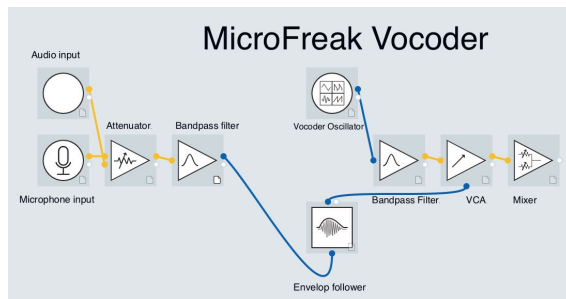 MicroFreak Vocoder
Audio input
Attenuator
Bandpass filter
Vocoder Oscillator
Microphone input
Bandpass Filter
VCA
Mixer
Envelop follower